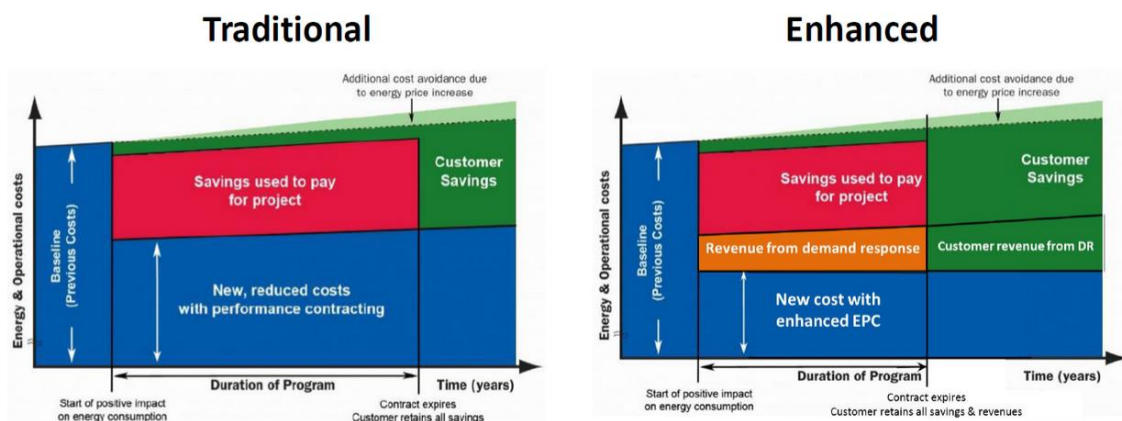 Traditional
Additional cost avoidance due
to energy price increase
Energy & Operational costs
Baseline
(Previous Costs)
Savings used to pay
for project
Customer
Savings
New, reduced costs
with performance contracting
Duration of Program
Time (years)
Start of positive impact
on energy consumption
Contract expires
Customer retains all savings
Enhanced
Additional cost avoidance due
to energy price increase
Energy & Operational costs
Baseline
(Previous Costs)
Savings used to pay
for project
Customer
Savings
Revenue from demand response
Customer revenue from DR
New cost with
enhanced EPC
Duration of Program
Time (years)
Start of positive impact
on energy consumption
Contract expires
Customer retains all savings & revenues